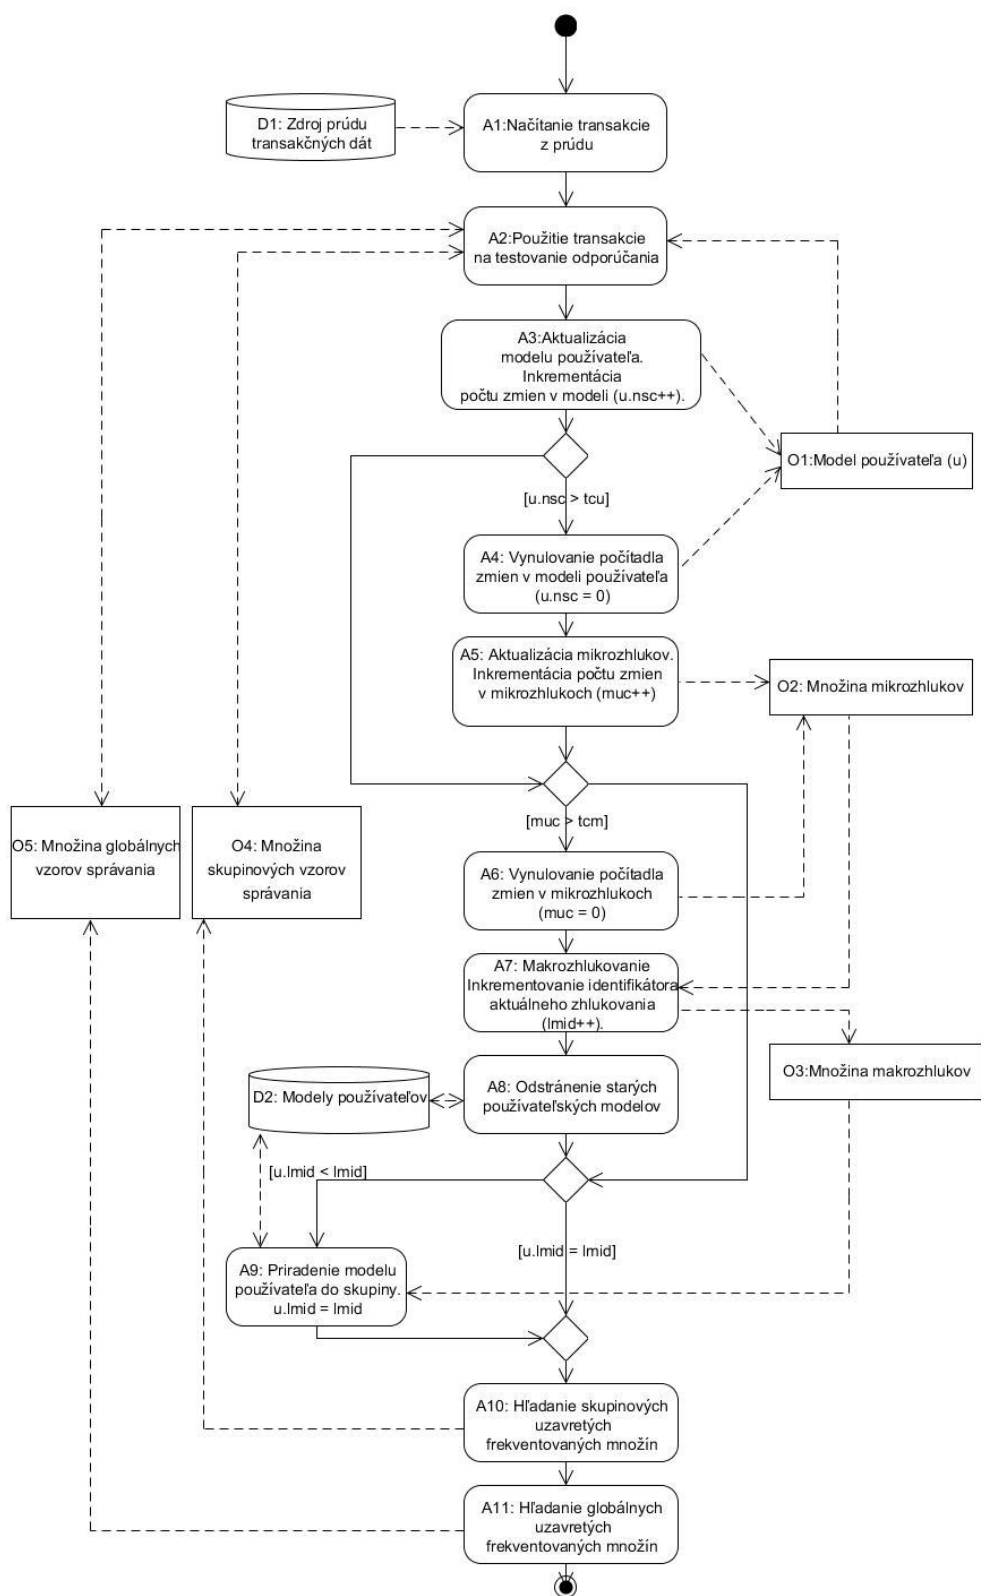 D1: Zdroj prúdu
transakčných dát
A1:Načítanie transakcie
z prúdu
A2:Použitie transakcie
na testovanie odporúčania
A3:Aktualizácia
modelu používateľa.
Inkrementácia
počtu zmien v modeli (u.nsc++).
O1:Model používateľa (u)
[u.nsc > tcu]
A4: Vynulovanie počítadla
zmien v modeli používateľa
(u.nsc = 0)
A5: Aktualizácia mikrozhlukov.
Inkrementácia počtu zmien
v mikrozhlukoch (muc++)
O2: Množina mikrozhlukov
[muc > tcm]
O5: Množina globálnych
vzorov správania
O4: Množina
skupinových vzorov
správania
A6: Vynulovanie počítadla
zmien v mikrozhlukoch
(muc = 0)
A7: Makrozhlukovanie
Inkrementovanie identifikátora
aktuálneho zhlukovania
(lmid++).
O3:Množina makrozhlukov
D2: Modely používateľov
A8: Odstránenie starých
používateľských modelov
[u.lmid < lmid]
[u.lmid = lmid]
A9: Priradenie modelu
používateľa do skupiny.
u.lmid = lmid
A10: Hľadanie skupinových
uzavretých
frekventovaných množín
A11: Hľadanie globálnych
uzavretých
frekventovaných množín